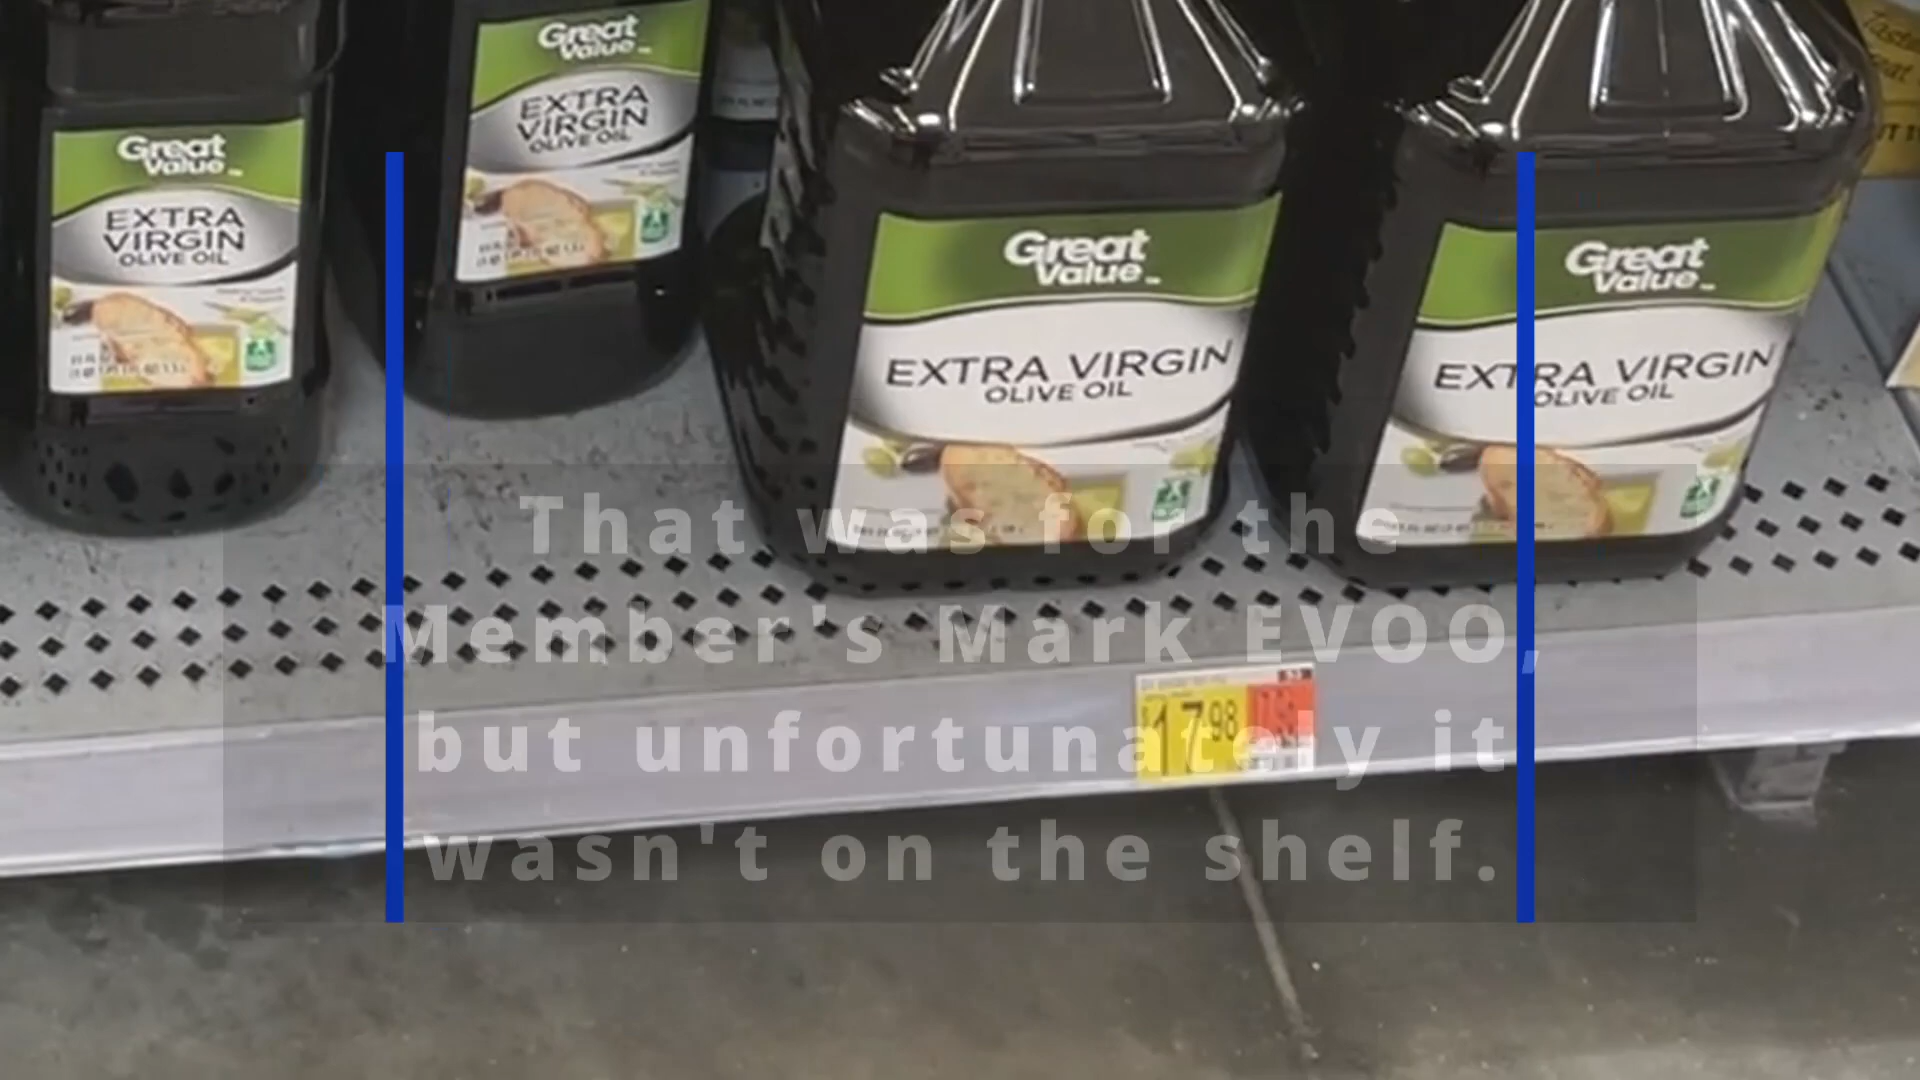 Great
Value
EXTRA
VIRGIN
OLIVE OIL
Great
Value
EXTRA
VIRGIN
OLIVE OIL
Great
Value
EXTRA VIRGIN
OLIVE OIL
Great
Value
EXTRA VIRGIN
OLIVE OIL
That was for the
Member's Mark EVOO,
but unfortunately it
wasn't on the shelf.
17.98